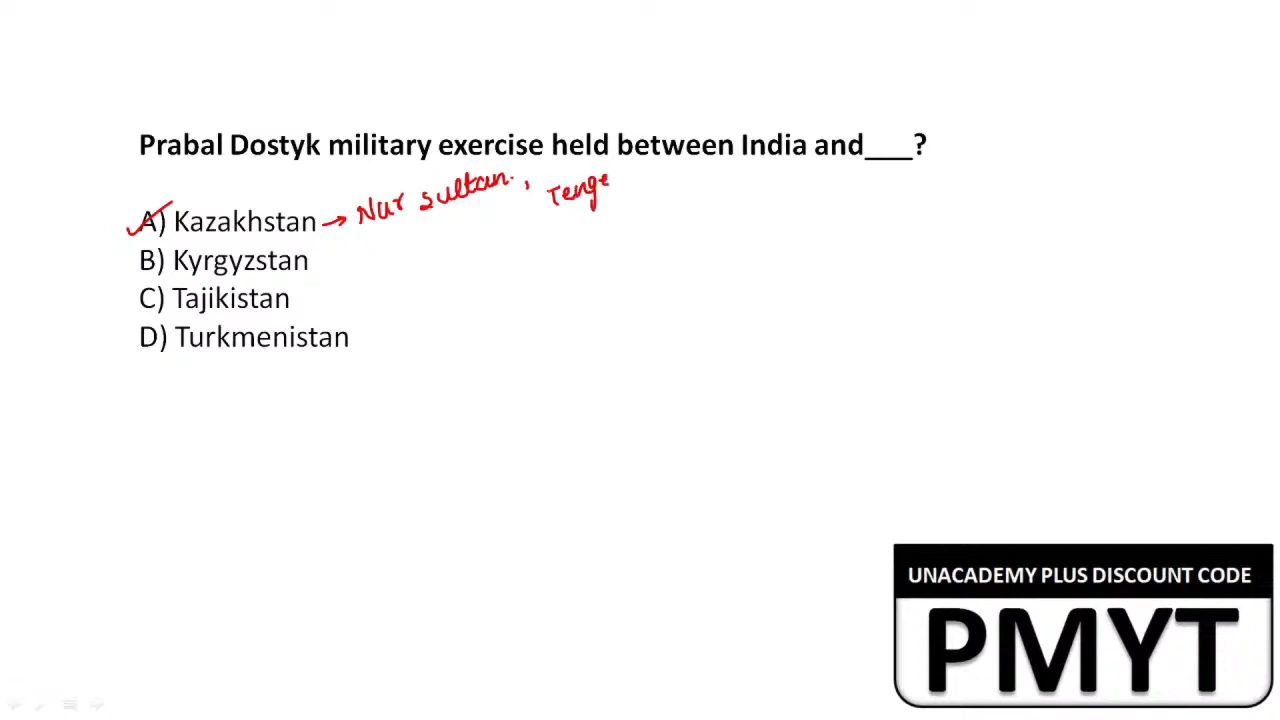 Prabal Dostyk military exercise held between India and___?
A) Kazakhstan → Nur Sultan. , Tenge
B) Kyrgyzstan
C) Tajikistan
D) Turkmenistan
UNACADEMY PLUS DISCOUNT CODE
PMYT